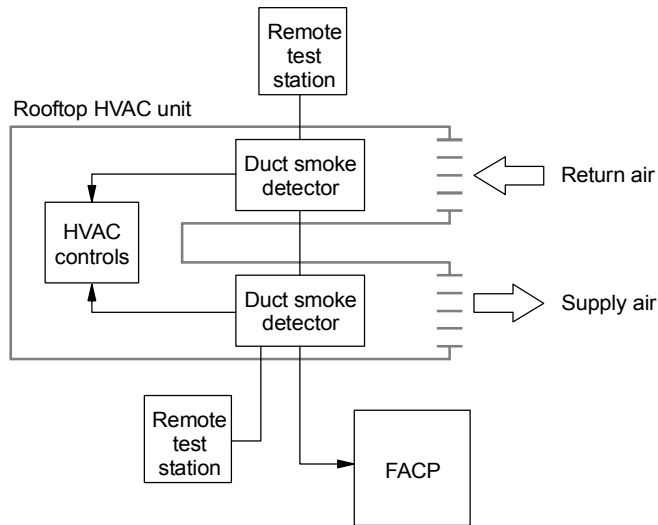 Remote
test
station
Rooftop HVAC unit
Duct smoke
detector
Return air
HVAC
controls
Duct smoke
detector
Supply air
Remote
test
station
FACP